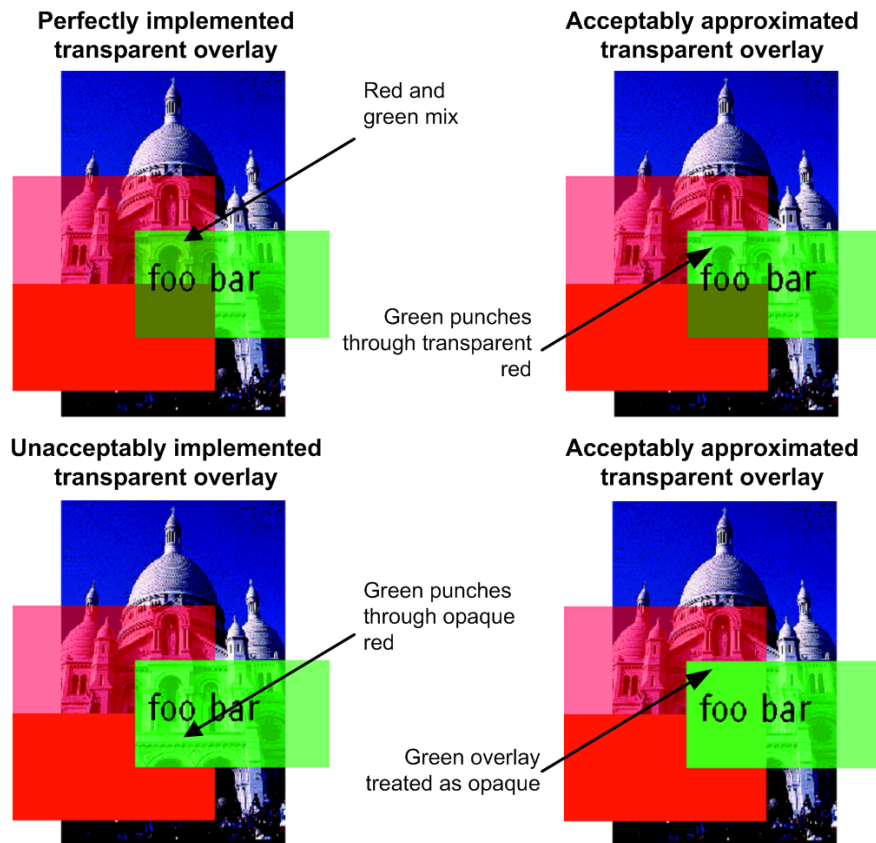 Perfectly implemented
transparent overlay
Acceptably approximated
transparent overlay
Red and
green mix
foo bar
foo bar
Green punches
through transparent
red
Unacceptably implemented
transparent overlay
Acceptably approximated
transparent overlay
Green punches
through opaque
red
foo bar
foo bar
Green overlay
treated as opaque